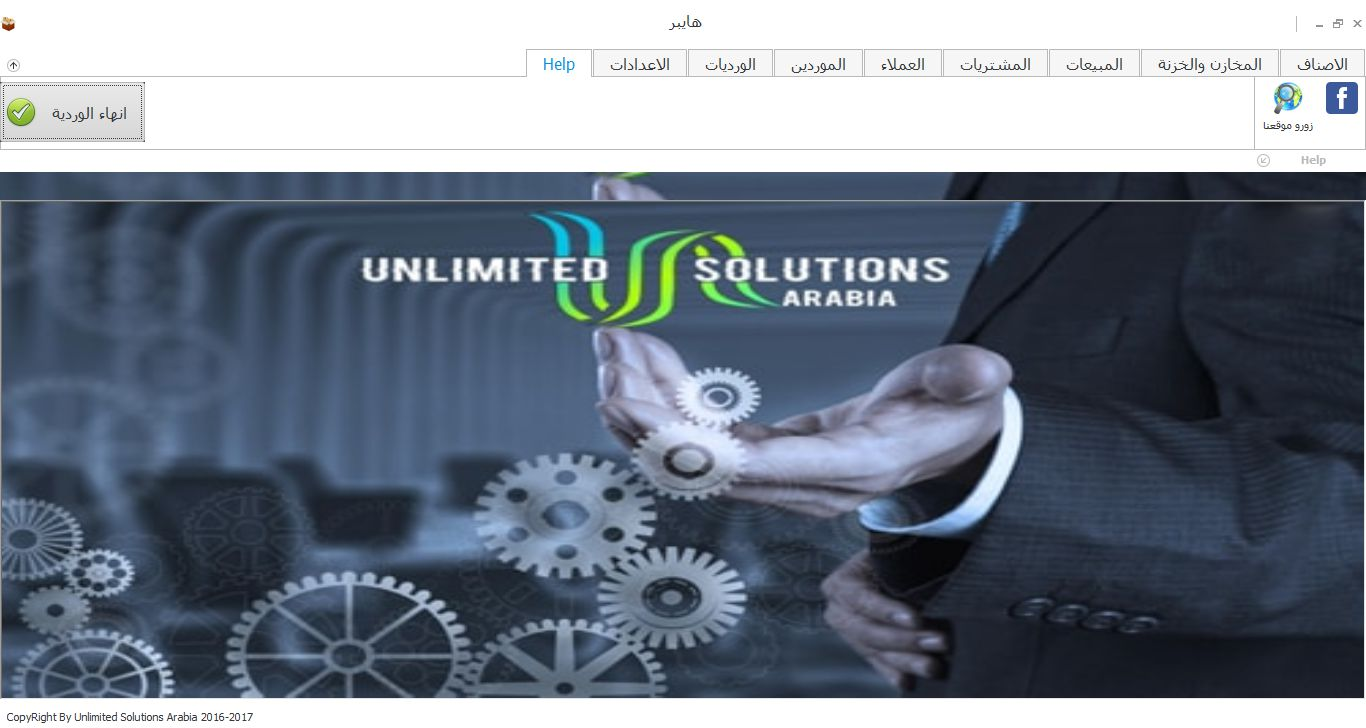 هايبر
الاصناف
المخازن والخزنة
المبيعات
المشتريات
العملاء
الموردين
الورديات
الاعدادات
Help
زورو موقعنا
انهاء الوردية
Help
UNLIMITED SOLUTIONS
ARABIA
CopyRight By Unlimited Solutions Arabia 2016-2017